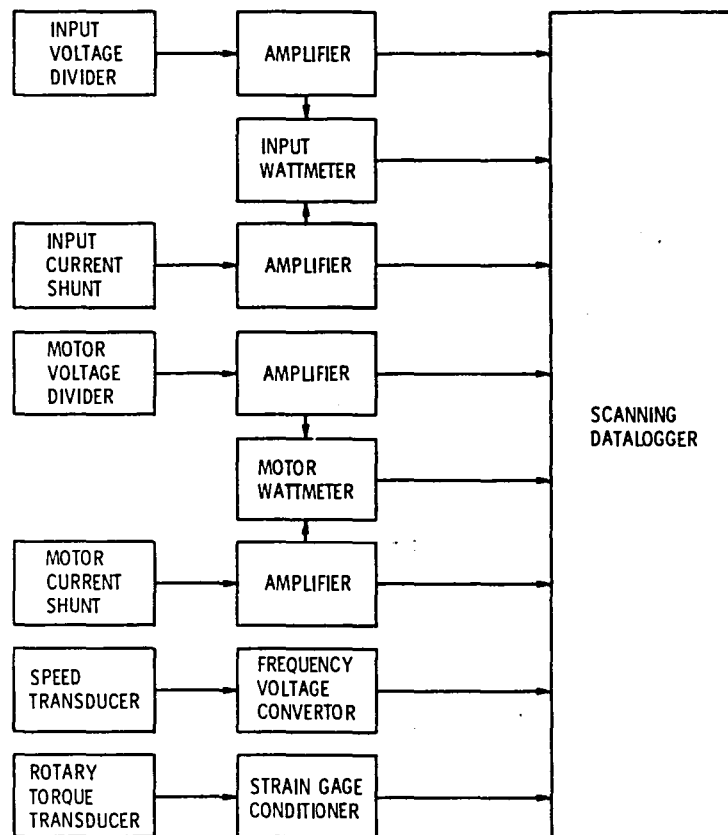 INPUT
VOLTAGE
DIVIDER
AMPLIFIER
INPUT
WATTMETER
INPUT
CURRENT
SHUNT
AMPLIFIER
MOTOR
VOLTAGE
DIVIDER
AMPLIFIER
SCANNING
DATALOGGER
MOTOR
WATTMETER
MOTOR
CURRENT
SHUNT
AMPLIFIER
SPEED
TRANSDUCER
FREQUENCY
VOLTAGE
CONVERTOR
ROTARY
TORQUE
TRANSDUCER
STRAIN GAGE
CONDITIONER